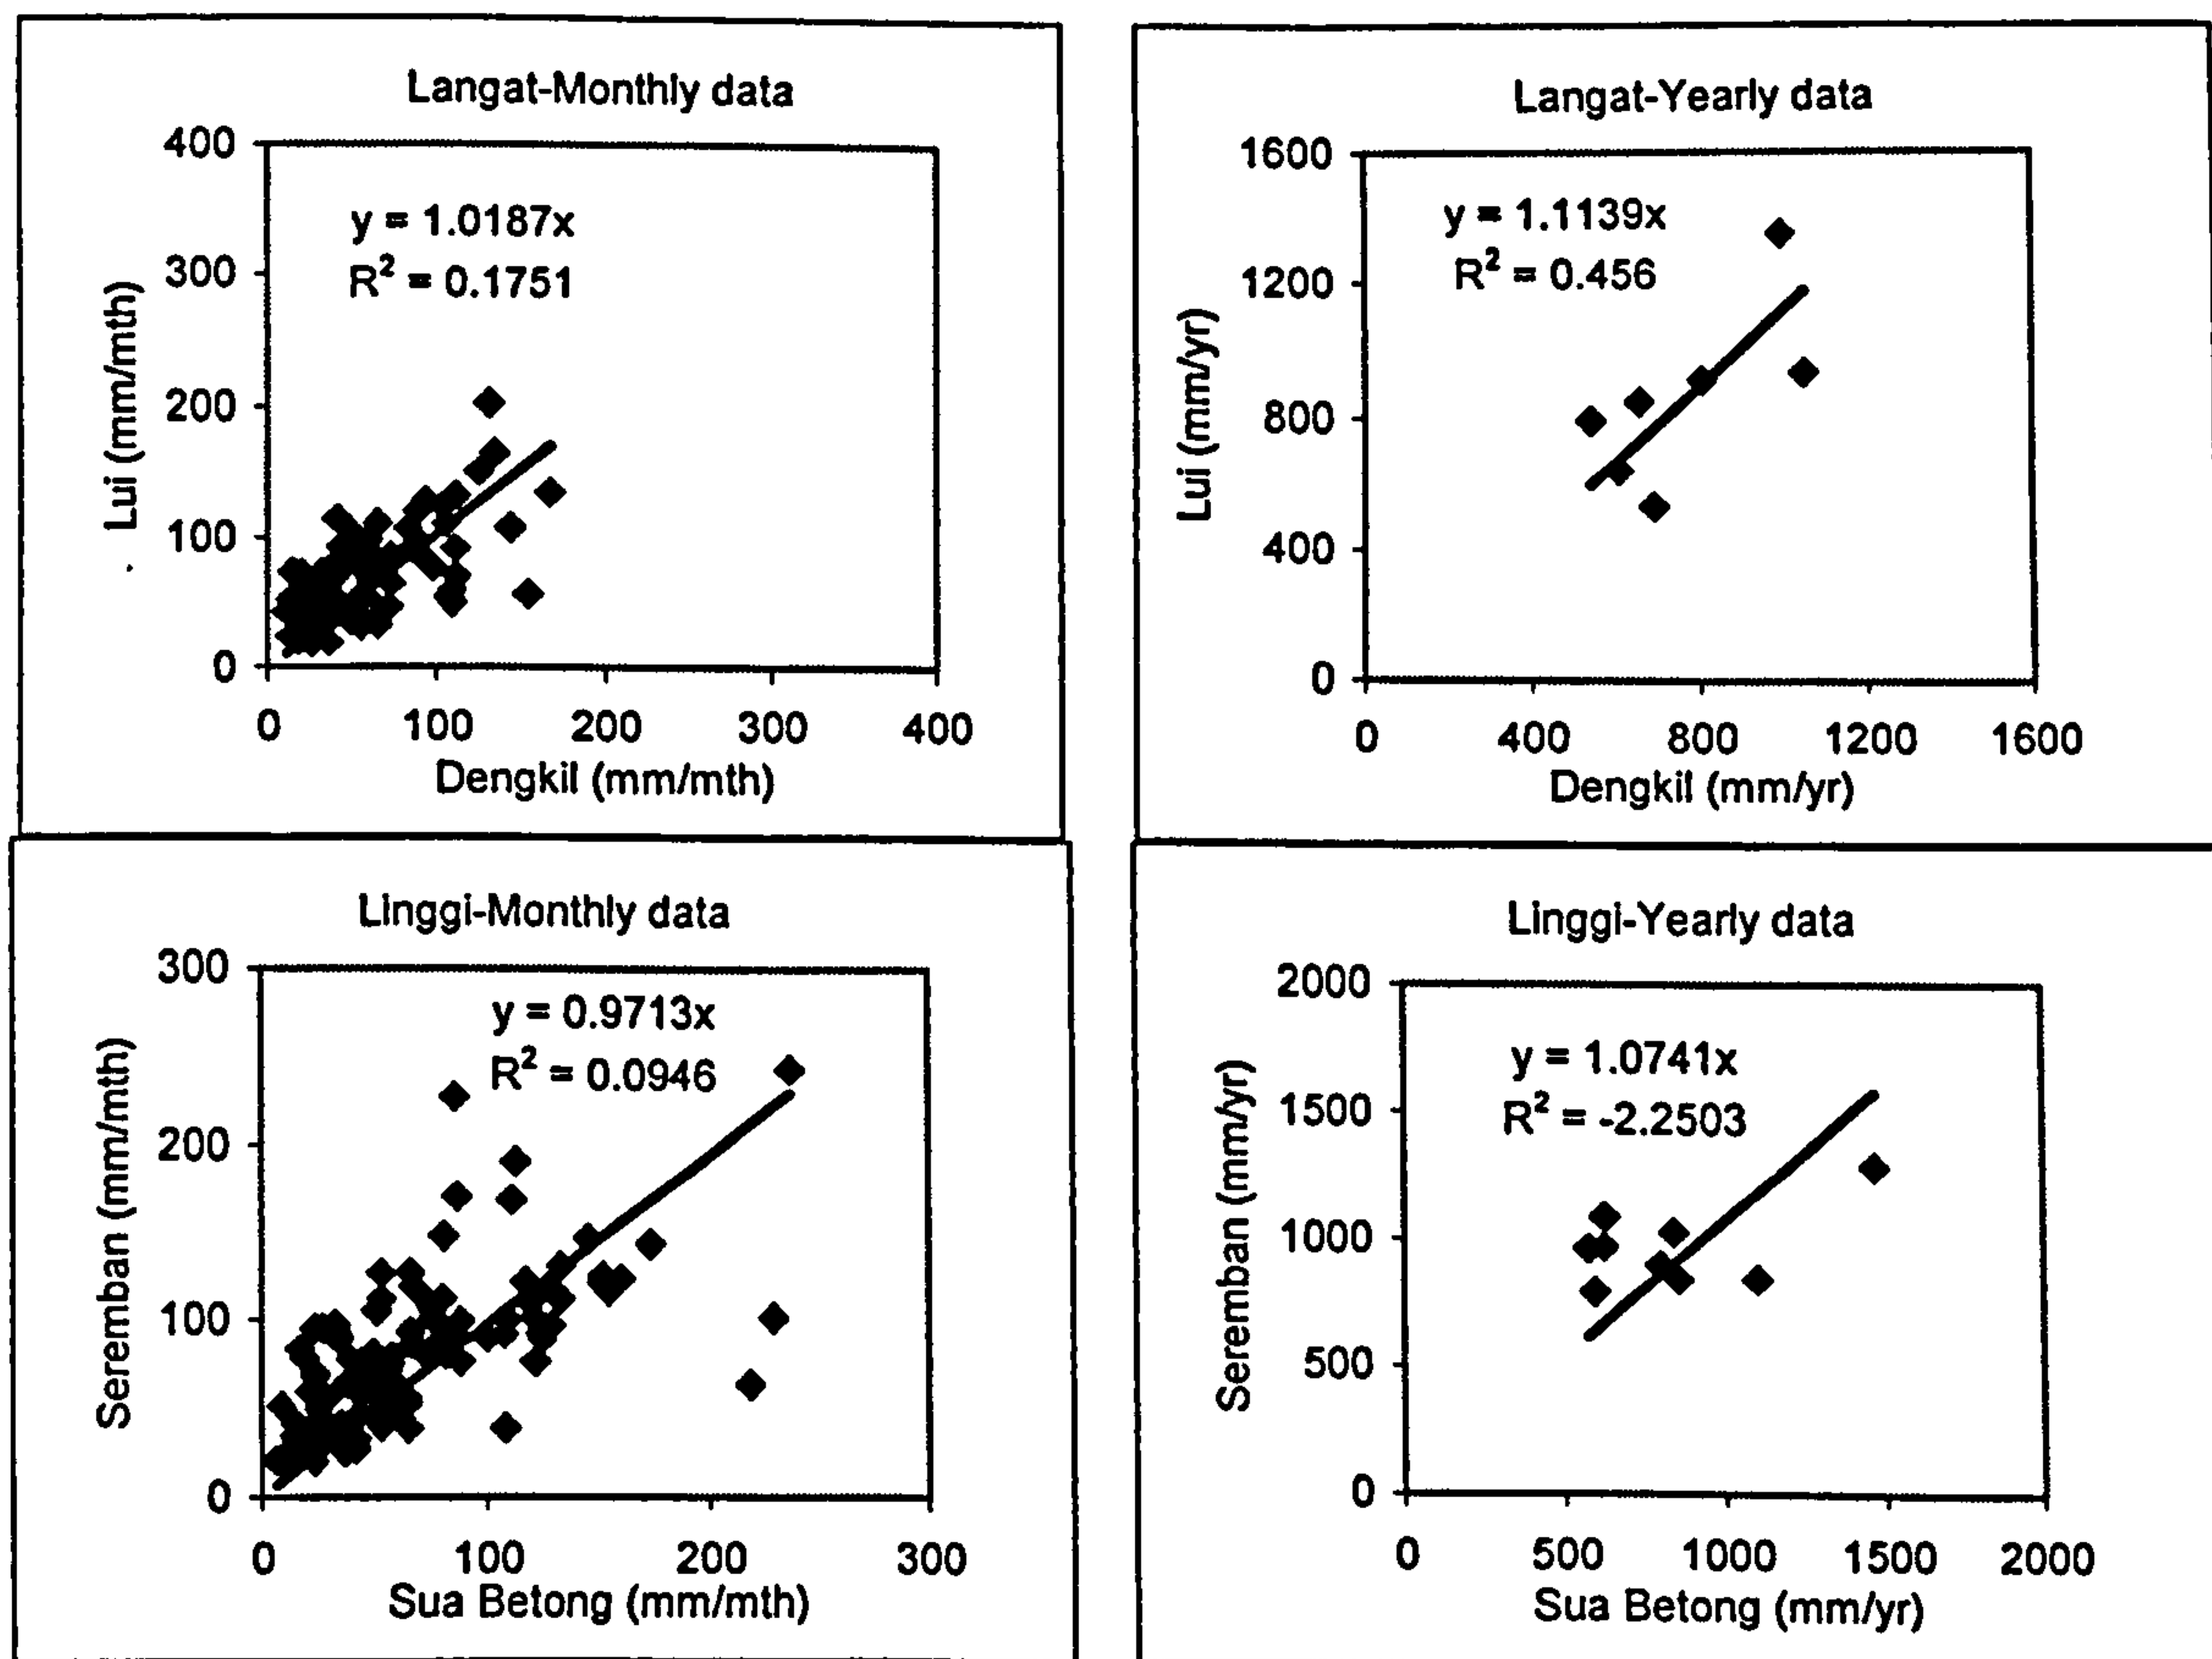 Langat-Monthly data
400
300
200
100
0
y = 1.0187x
R² = 0.1751
Lui (mm/mth)
0 100 200 300 400
Dengkil (mm/mth)
Langat-Yearly data
1600
1200
800
400
0
y = 1.1139x
R² = 0.456
Lui (mm/yr)
0 400 800 1200 1600
Dengkil (mm/yr)
Linggi-Monthly data
300
200
100
0
y = 0.9713x
R² = 0.0946
Seremban (mm/mth)
0 100 200 300
Sua Betong (mm/mth)
Linggi-Yearly data
2000
1500
1000
500
0
y = 1.0741x
R² = -2.2503
Seremban (mm/yr)
0 500 1000 1500 2000
Sua Betong (mm/yr)